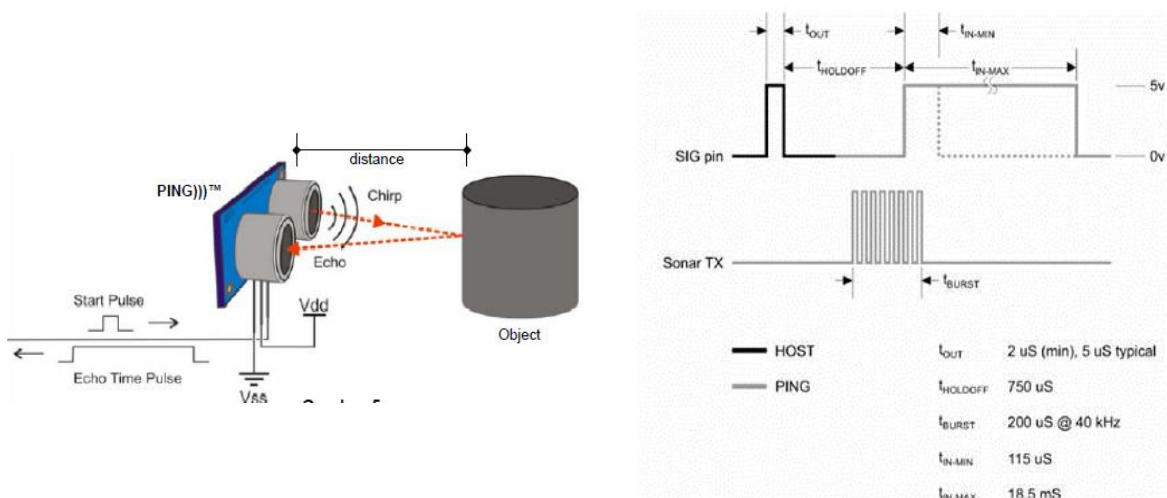 distance
PING)))™
Chirp
Echo
Start Pulse
Vdd
Object
Echo Time Pulse
Vss
tOUT
tIN-MIN
tHOLDOFF
tIN-MAX
5v
SIG pin
0v
Sonar TX
tBURST
HOST
PING
tOUT 2 uS (min), 5 uS typical
tHOLDOFF 750 uS
tBURST 200 uS @ 40 kHz
tIN-MIN 115 uS
tIN-MAX 18.5 mS